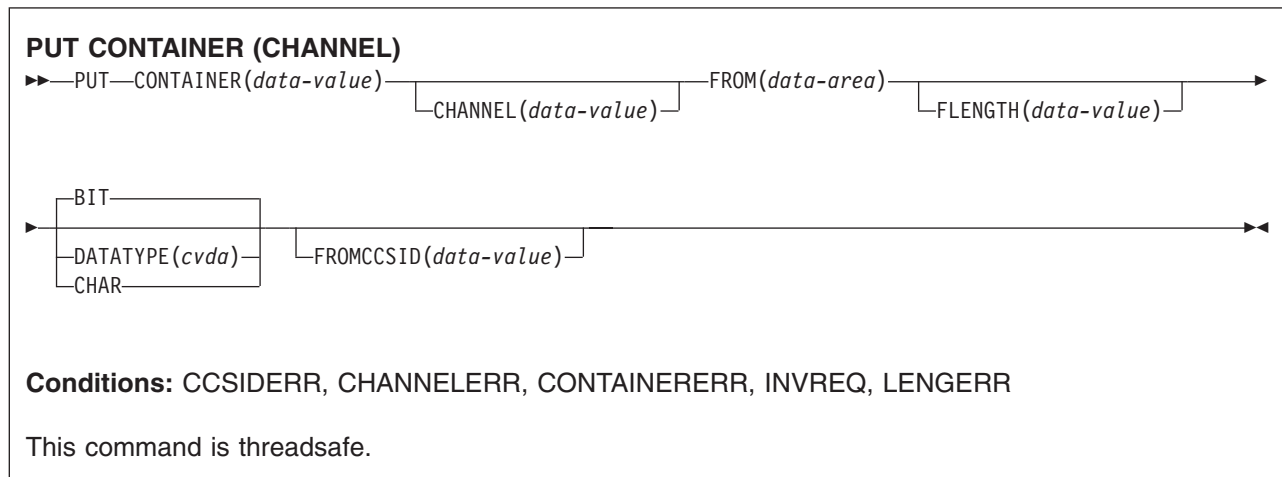 PUT CONTAINER (CHANNEL)
PUT CONTAINER(data-value) FROM(data-area)
CHANNEL(data-value) FLENGTH(data-value)
BIT
DATATYPE(cvda) FROMCCSID(data-value)
CHAR
Conditions: CCSIDERR, CHANNELERR, CONTAINERERR, INVREQ, LENGERR
This command is threadsafe.